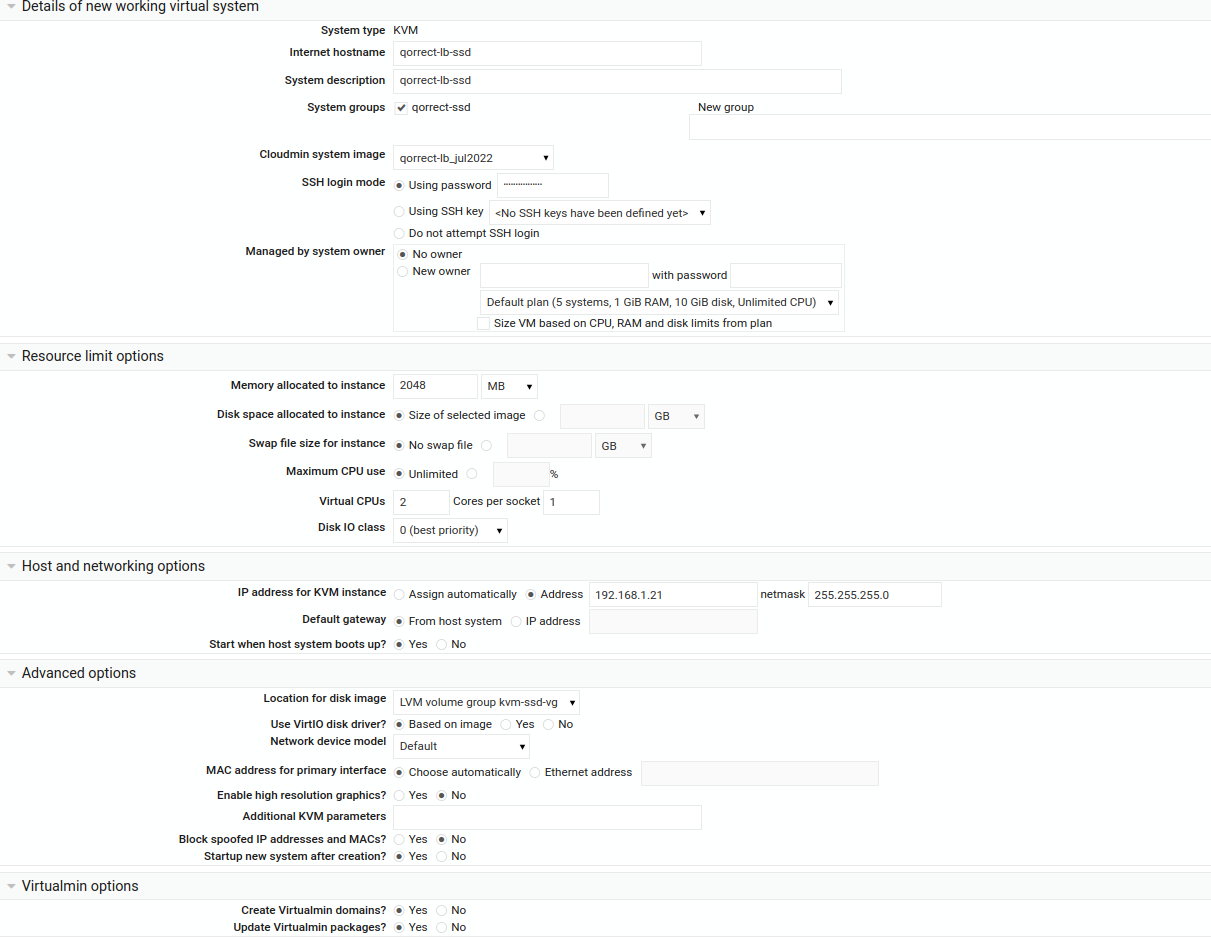 Details of new working virtual system
System type KVM
Internet hostname qorrect-lb-ssd
System description qorrect-lb-ssd
System groups qorrect-ssd New group
Cloudmin system image qorrect-lb_jul2022
SSH login mode Using password ················
Using SSH key <No SSH keys have been defined yet>
Do not attempt SSH login
Managed by system owner No owner
New owner with password
Default plan (5 systems, 1 GiB RAM, 10 GiB disk, Unlimited CPU)
Size VM based on CPU, RAM and disk limits from plan
Resource limit options
Memory allocated to instance 2048 MB
Disk space allocated to instance Size of selected image GB
Swap file size for instance No swap file GB
Maximum CPU use Unlimited %
Virtual CPUs 2 Cores per socket 1
Disk IO class 0 (best priority)
Host and networking options
IP address for KVM instance Assign automatically Address 192.168.1.21 netmask 255.255.255.0
Default gateway From host system IP address
Start when host system boots up? Yes No
Advanced options
Location for disk image LVM volume group kvm-ssd-vg
Use VirtIO disk driver? Based on image Yes No
Network device model Default
MAC address for primary interface Choose automatically Ethernet address
Enable high resolution graphics? Yes No
Additional KVM parameters
Block spoofed IP addresses and MACs? Yes No
Startup new system after creation? Yes No
Virtualmin options
Create Virtualmin domains? Yes No
Update Virtualmin packages? Yes No